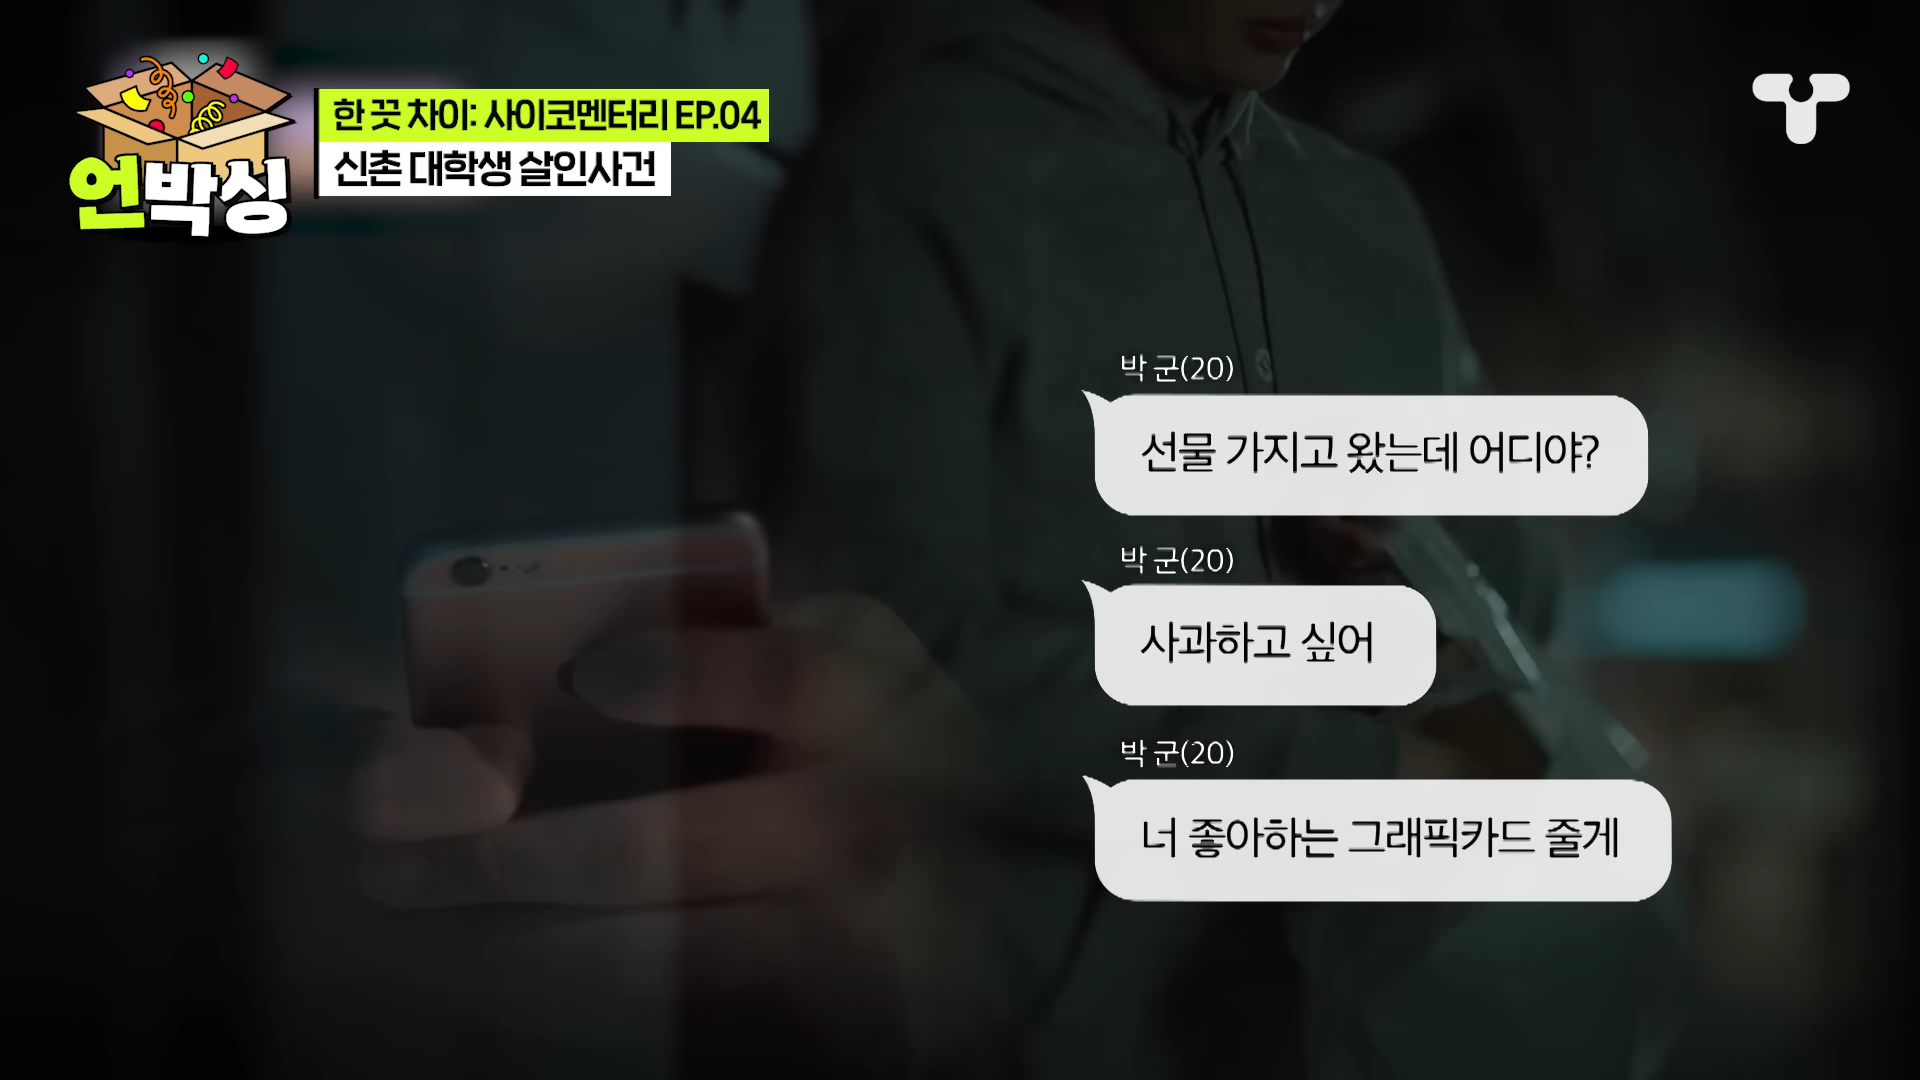 언박싱
한 끗 차이: 사이코멘터리 EP.04
신촌 대학생 살인사건
박 군(20)
선물 가지고 왔는데 어디야?
박 군(20)
사과하고 싶어
박 군(20)
너 좋아하는 그래픽카드 줄게